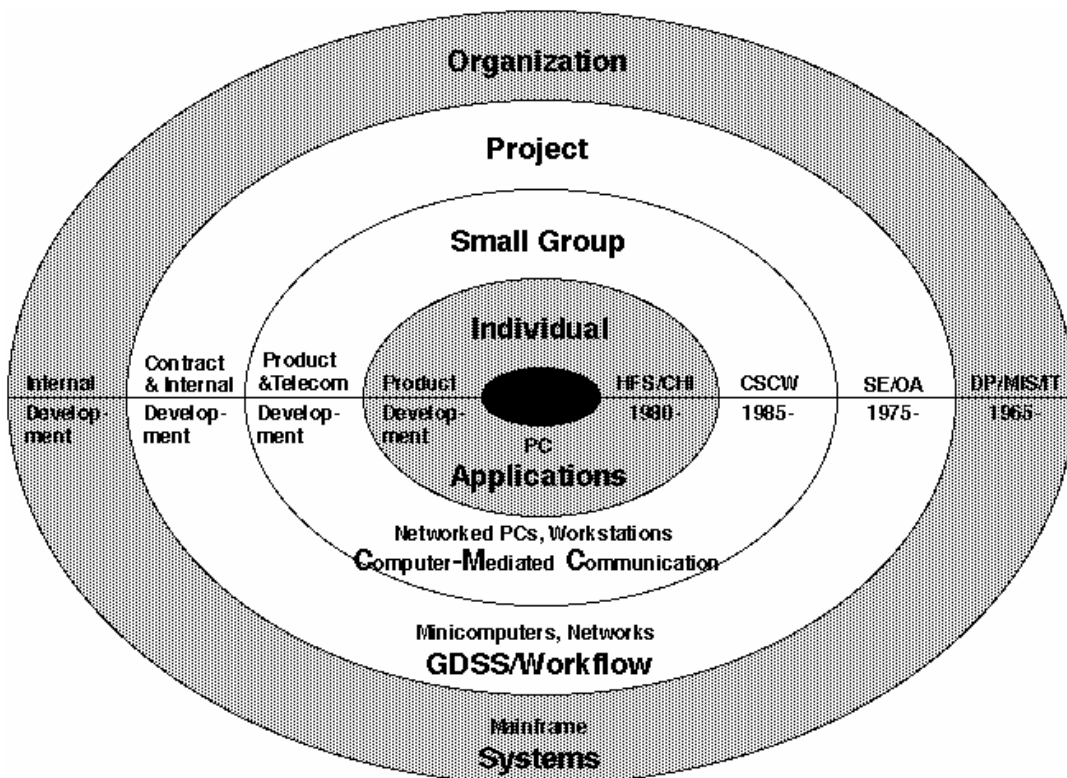 Organization
Project
Small Group
Individual
Internal
Develop-
ment
Contract
& Internal
Develop-
ment
Product
&Telecom
Develop-
ment
Product
Develop-
ment
HFS/CHI
1980-
CSCW
1985-
SE/OA
1975-
DP/MIS/IT
1965-
PC
Applications
Networked PCs, Workstations
Computer-Mediated Communication
Minicomputers, Networks
GDSS/Workflow
Mainframe
Systems